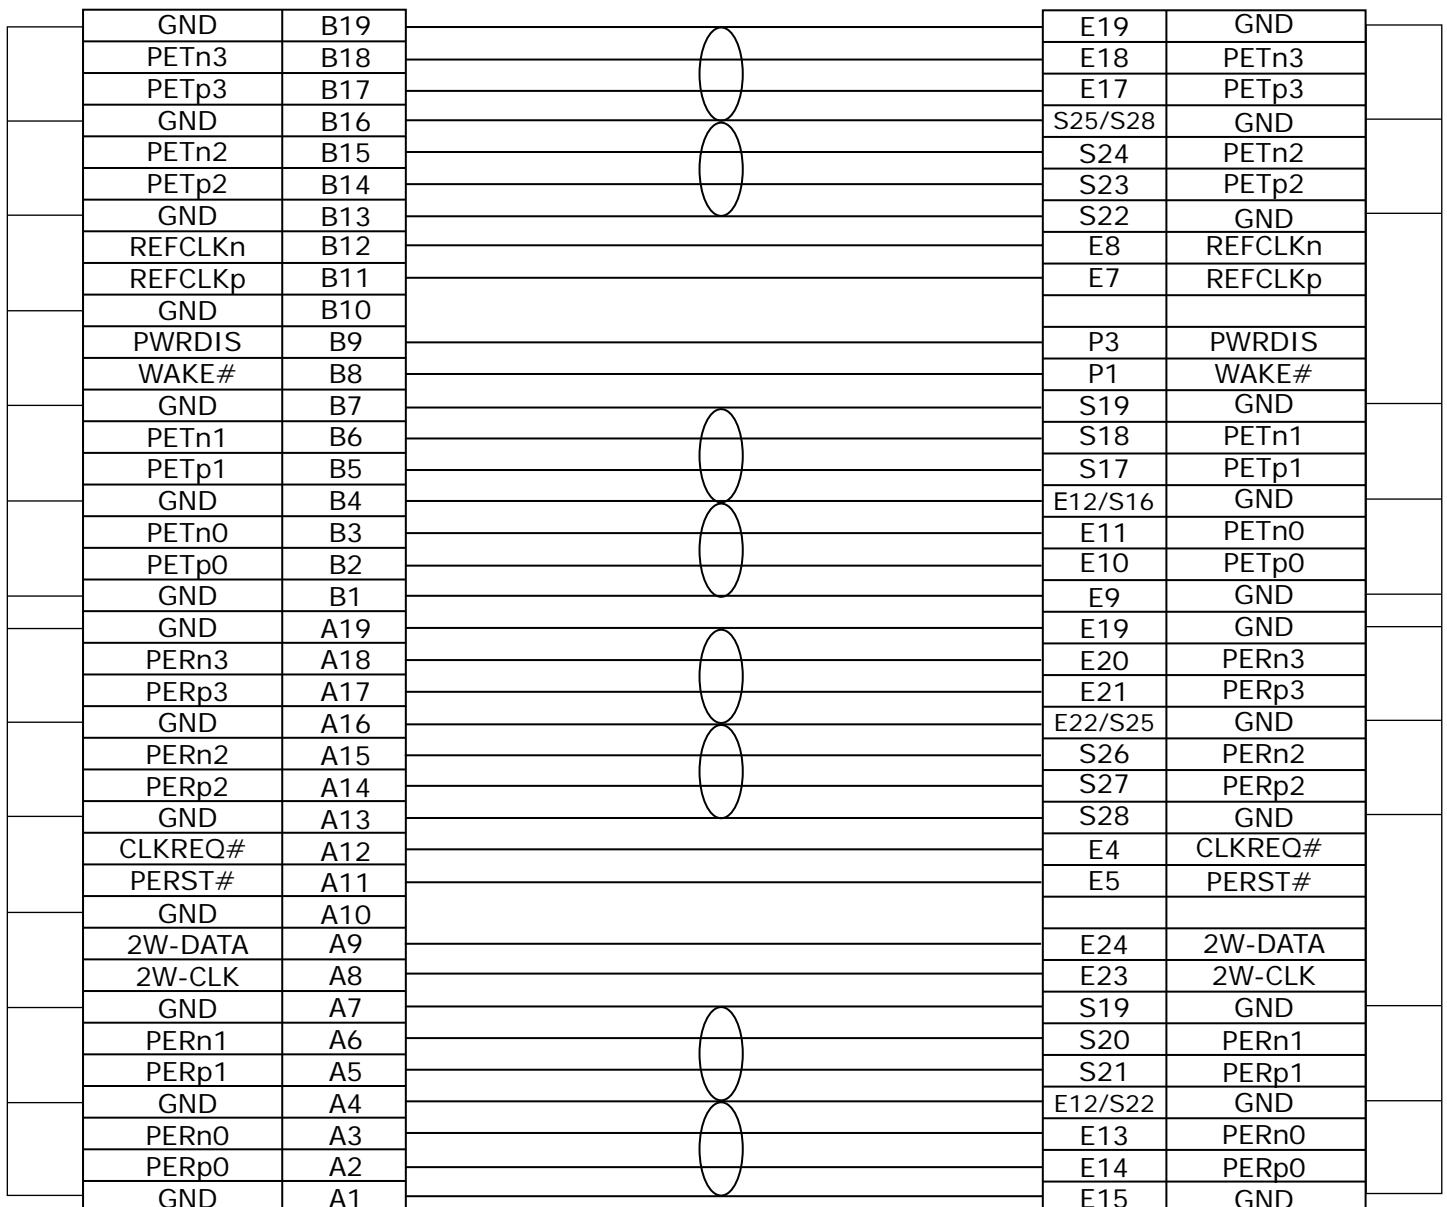 GND B19 E19 GND
PETn3 B18 E18 PETn3
PETp3 B17 E17 PETp3
GND B16 S25/S28 GND
PETn2 B15 S24 PETn2
PETp2 B14 S23 PETp2
GND B13 S22 GND
REFCLKn B12 E8 REFCLKn
REFCLKp B11 E7 REFCLKp
GND B10
PWRDIS B9 P3 PWRDIS
WAKE# B8 P1 WAKE#
GND B7 S19 GND
PETn1 B6 S18 PETn1
PETp1 B5 S17 PETp1
GND B4 E12/S16 GND
PETn0 B3 E11 PETn0
PETp0 B2 E10 PETp0
GND B1 E9 GND
GND A19 E19 GND
PERn3 A18 E20 PERn3
PERp3 A17 E21 PERp3
GND A16 E22/S25 GND
PERn2 A15 S26 PERn2
PERp2 A14 S27 PERp2
GND A13 S28 GND
CLKREQ# A12 E4 CLKREQ#
PERST# A11 E5 PERST#
GND A10
2W-DATA A9 E24 2W-DATA
2W-CLK A8 E23 2W-CLK
GND A7 S19 GND
PERn1 A6 S20 PERn1
PERp1 A5 S21 PERp1
GND A4 E12/S22 GND
PERn0 A3 E13 PERn0
PERp0 A2 E14 PERp0
GND A1 E15 GND